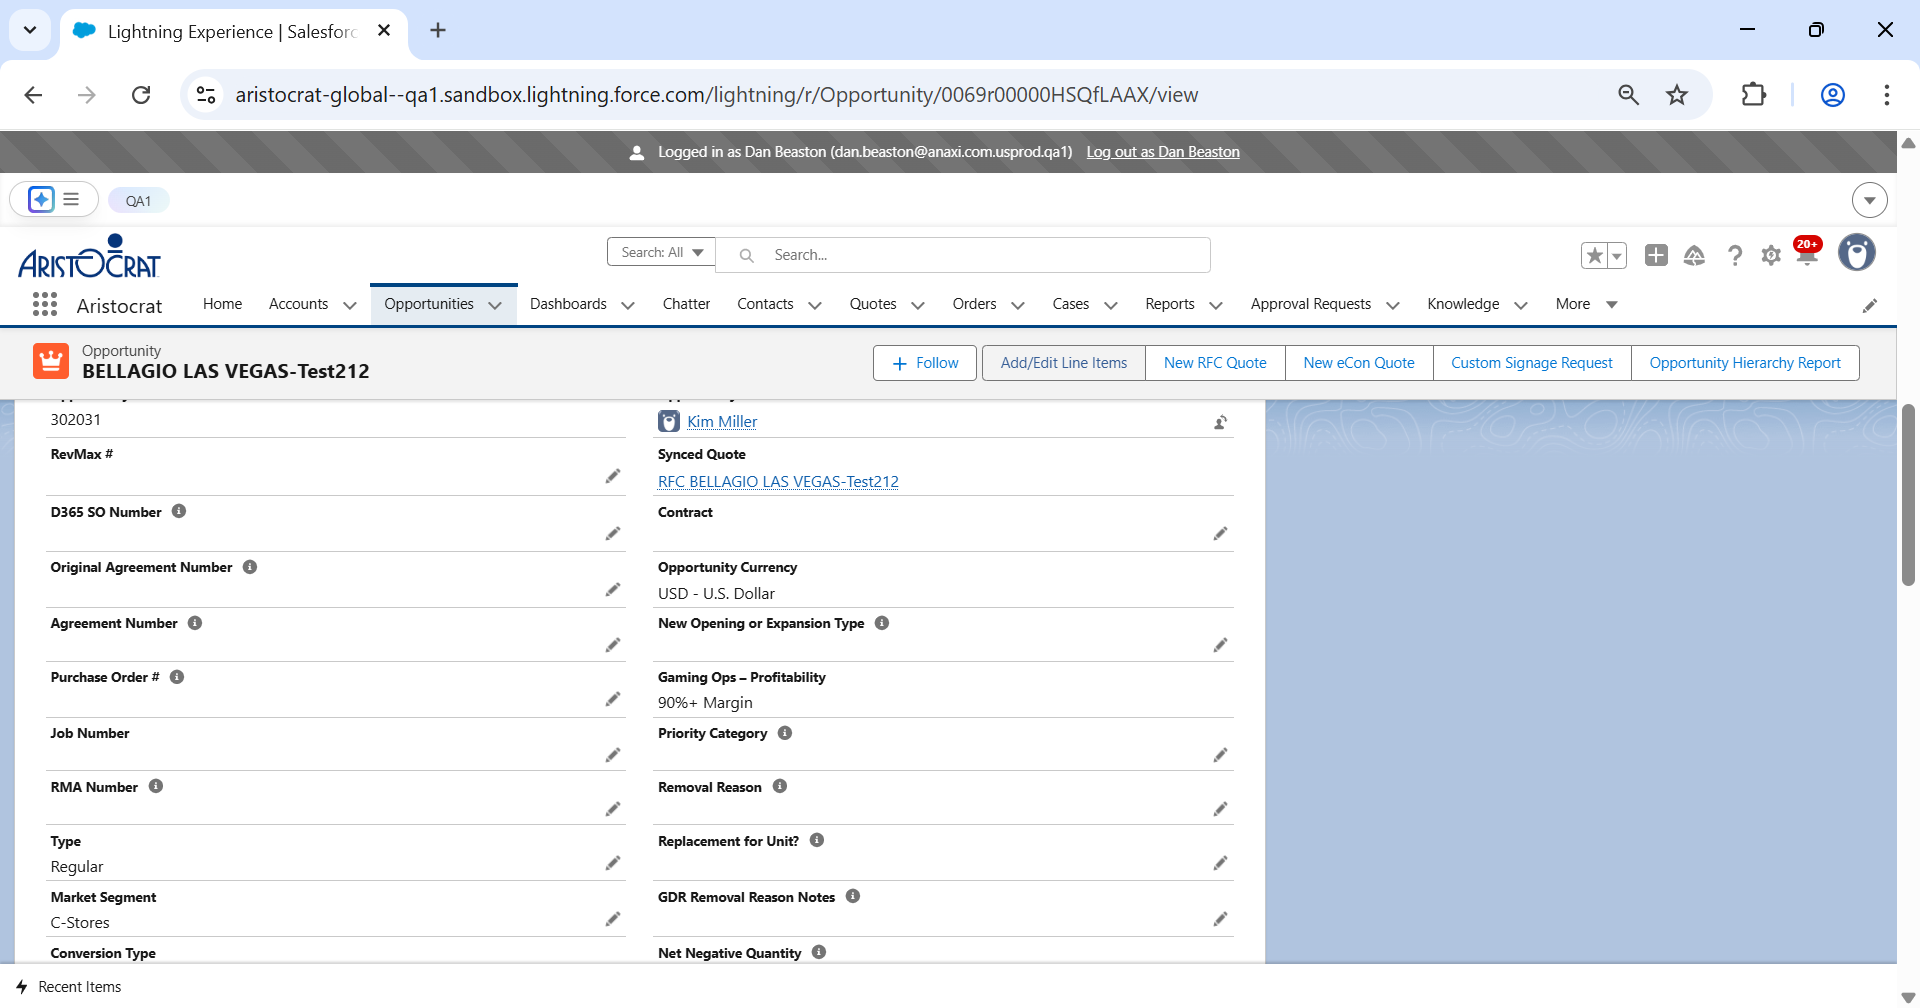 Lightning Experience | Salesforc
aristocrat-global--qa1.sandbox.lightning.force.com/lightning/r/Opportunity/0069r00000HSQfLAAX/view
Logged in as Dan Beaston (dan.beaston@anaxi.com.usprod.qa1) Log out as Dan Beaston
QA1
ARISTOCRAT
Search: All
Search...
20+
Aristocrat
Home Accounts Opportunities Dashboards Chatter Contacts Quotes Orders Cases Reports Approval Requests Knowledge More
Opportunity
BELLAGIO LAS VEGAS-Test212
Follow Add/Edit Line Items New RFC Quote New eCon Quote Custom Signage Request Opportunity Hierarchy Report
302031
Kim Miller
RevMax #
Synced Quote
RFC BELLAGIO LAS VEGAS-Test212
D365 SO Number
Contract
Original Agreement Number
Opportunity Currency
USD - U.S. Dollar
Agreement Number
New Opening or Expansion Type
Purchase Order #
Gaming Ops – Profitability
90%+ Margin
Job Number
Priority Category
RMA Number
Removal Reason
Type
Replacement for Unit?
Regular
Market Segment
GDR Removal Reason Notes
C-Stores
Conversion Type
Net Negative Quantity
Recent Items